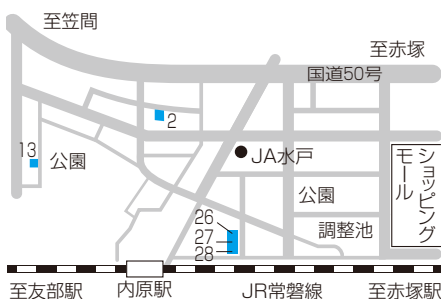 至笠間
至赤塚
国道50号
2
13
公園
JA水戸
ショッピング
モール
公園
26
27
28
調整池
至友部駅
内原駅
JR常磐線
至赤塚駅